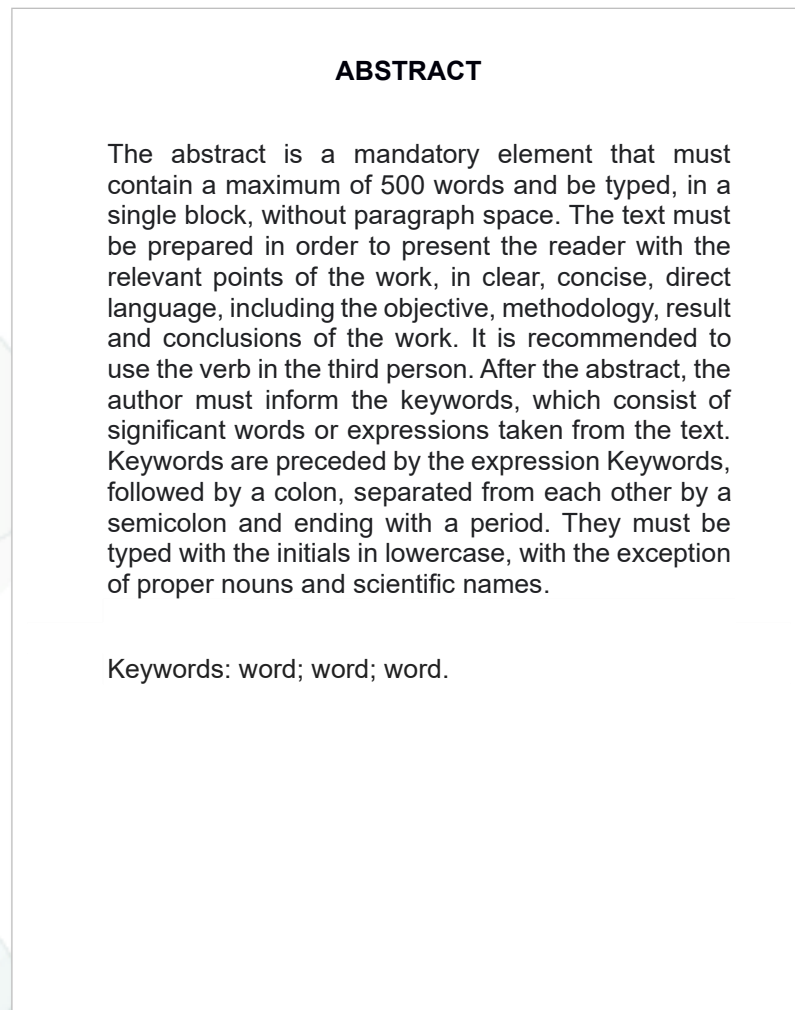 ABSTRACT
The abstract is a mandatory element that must
contain a maximum of 500 words and be typed, in a
single block, without paragraph space. The text must
be prepared in order to present the reader with the
relevant points of the work, in clear, concise, direct
language, including the objective, methodology, result
and conclusions of the work. It is recommended to
use the verb in the third person. After the abstract, the
author must inform the keywords, which consist of
significant words or expressions taken from the text.
Keywords are preceded by the expression Keywords,
followed by a colon, separated from each other by a
semicolon and ending with a period. They must be
typed with the initials in lowercase, with the exception
of proper nouns and scientific names.
Keywords: word; word; word.